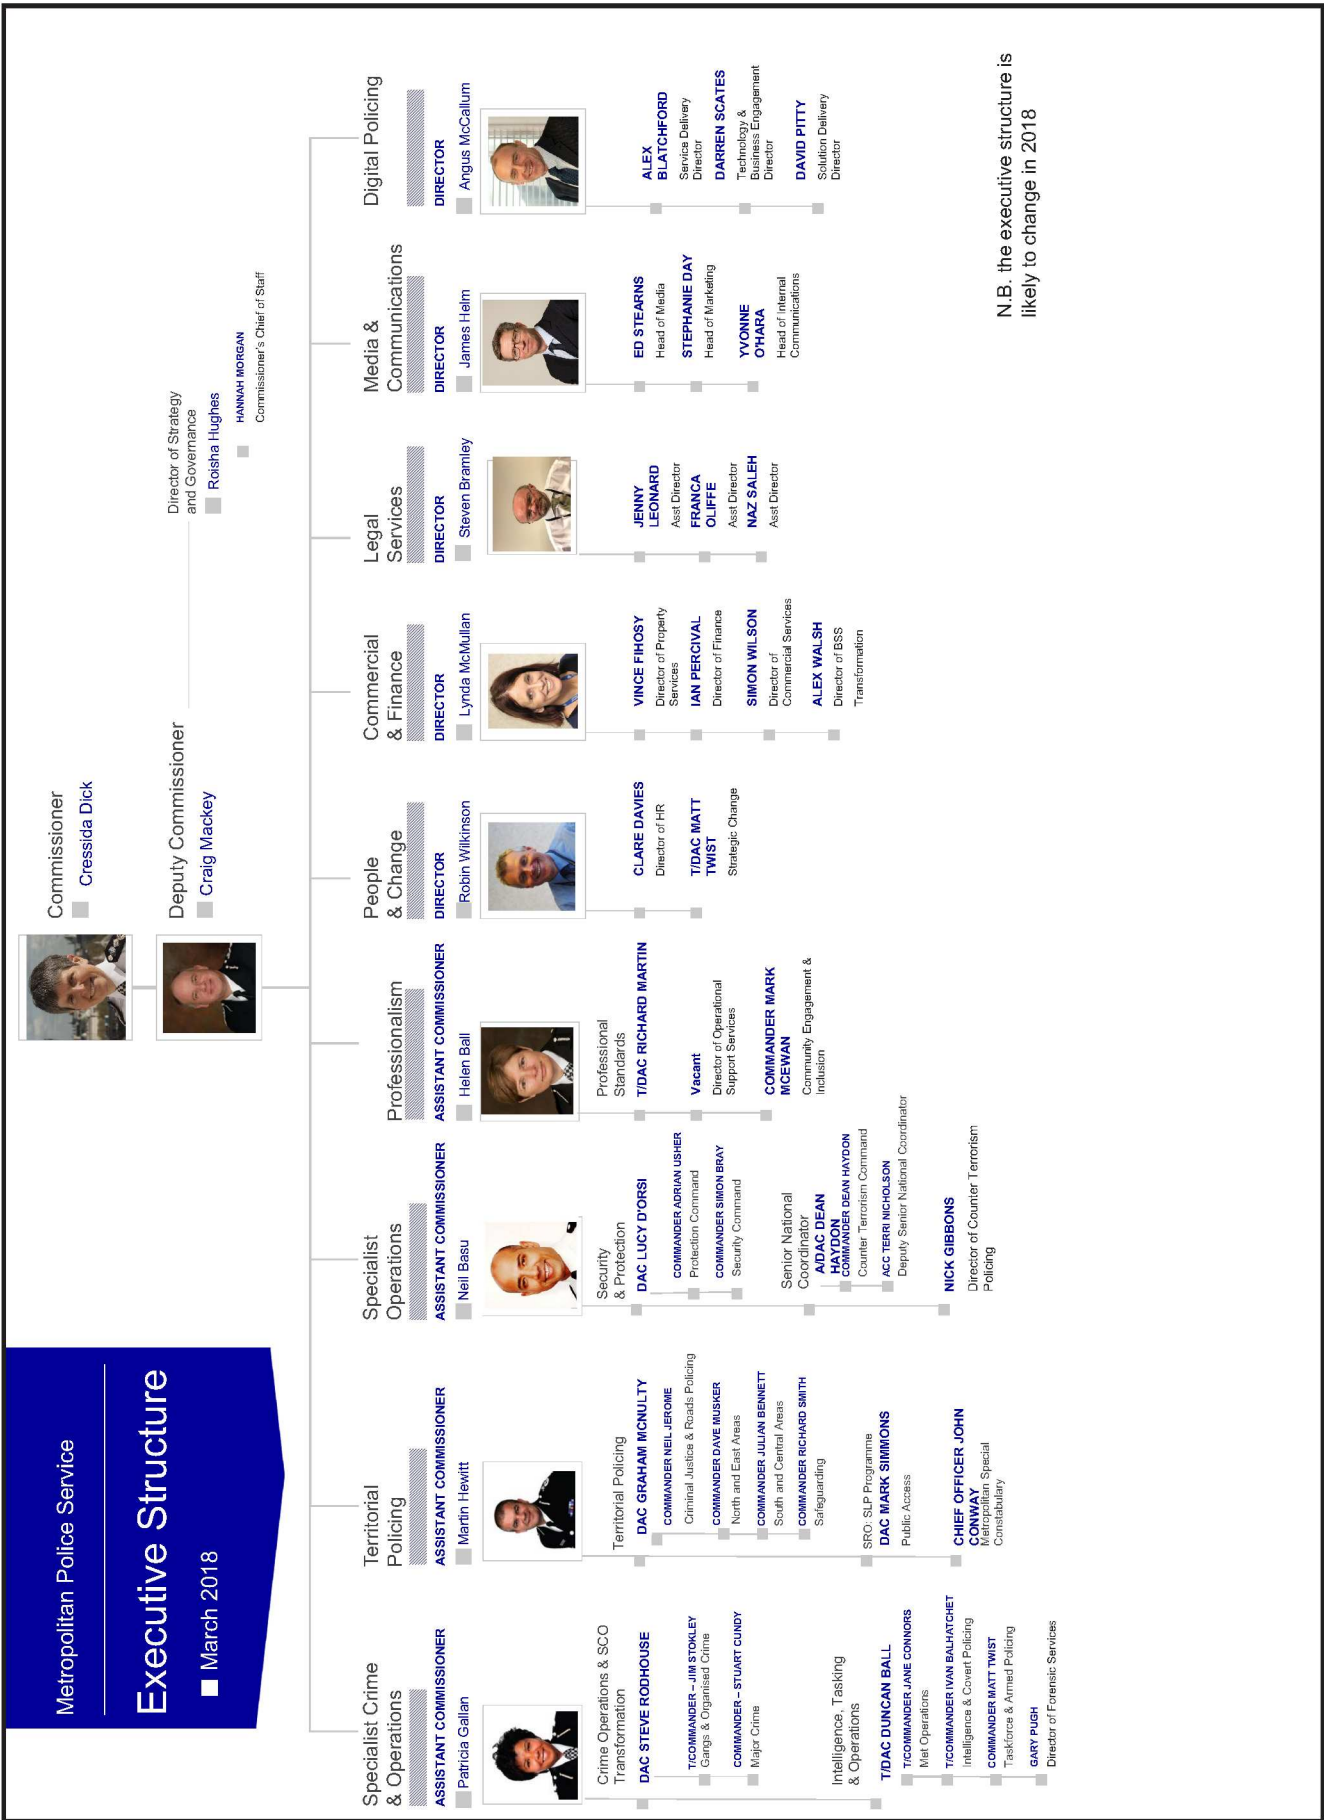 Metropolitan Police Service
Executive Structure
March 2018
Commissioner
Cressida Dick
Deputy Commissioner
Craig Mackey
Director of Strategy
and Governance
Roisha Hughes
HANNAH MORGAN
Commissioner's Chief of Staff
Specialist Crime
& Operations
ASSISTANT COMMISSIONER
Patricia Gallan
Crime Operations & SCO
Transformation
DAC STEVE RODHOUSE
T/COMMANDER – JIM STOKLEY
Gangs & Organised Crime
COMMANDER – STUART CUNDY
Major Crime
Intelligence, Tasking
& Operations
T/DAC DUNCAN BALL
T/COMMANDER JANE CONNORS
Met Operations
T/COMMANDER IVAN BALHATCHET
Intelligence & Covert Policing
COMMANDER MATT TWIST
Taskforce & Armed Policing
GARY PUGH
Director of Forensic Services
Territorial
Policing
ASSISTANT COMMISSIONER
Martin Hewitt
Territorial Policing
DAC GRAHAM MCNULTY
COMMANDER NEIL JEROME
Criminal Justice & Roads Policing
COMMANDER DAVE MUSKER
North and East Areas
COMMANDER JULIAN BENNETT
South and Central Areas
COMMANDER RICHARD SMITH
Safeguarding
SRO: SLP Programme
DAC MARK SIMMONS
Public Access
CHIEF OFFICER JOHN
CONWAY
Metropolitan Special
Constabulary
Specialist
Operations
ASSISTANT COMMISSIONER
Neil Basu
Security
& Protection
DAC LUCY D'ORSI
COMMANDER ADRIAN USHER
Protection Command
COMMANDER SIMON BRAY
Security Command
Senior National
Coordinator
A/DAC DEAN
HAYDON
COMMANDER DEAN HAYDON
Counter Terrorism Command
ACC TERRI NICHOLSON
Deputy Senior National Coordinator
NICK GIBBONS
Director of Counter Terrorism
Policing
Professionalism
ASSISTANT COMMISSIONER
Helen Ball
Professional
Standards
T/DAC RICHARD MARTIN
Vacant
Director of Operational
Support Services
COMMANDER MARK
MCEWAN
Community Engagement &
Inclusion
People
& Change
DIRECTOR
Robin Wilkinson
CLARE DAVIES
Director of HR
T/DAC MATT
TWIST
Strategic Change
Commercial
& Finance
DIRECTOR
Lynda McMullan
VINCE FIHOSY
Director of Property
Services
IAN PERCIVAL
Director of Finance
SIMON WILSON
Director of
Commercial Services
ALEX WALSH
Director of BSS
Transformation
Legal
Services
DIRECTOR
Steven Bramley
JENNY
LEONARD
Asst Director
FRANCA
OLIFFE
Asst Director
NAZ SALEH
Asst Director
Media &
Communications
DIRECTOR
James Helm
ED STEARNS
Head of Media
STEPHANIE DAY
Head of Marketing
YVONNE
O'HARA
Head of Internal
Communications
Digital Policing
DIRECTOR
Angus McCallum
ALEX
BLATCHFORD
Service Delivery
Director
DARREN SCATES
Technology &
Business Engagement
Director
DAVID PITTY
Solution Delivery
Director
N.B. the executive structure is
likely to change in 2018